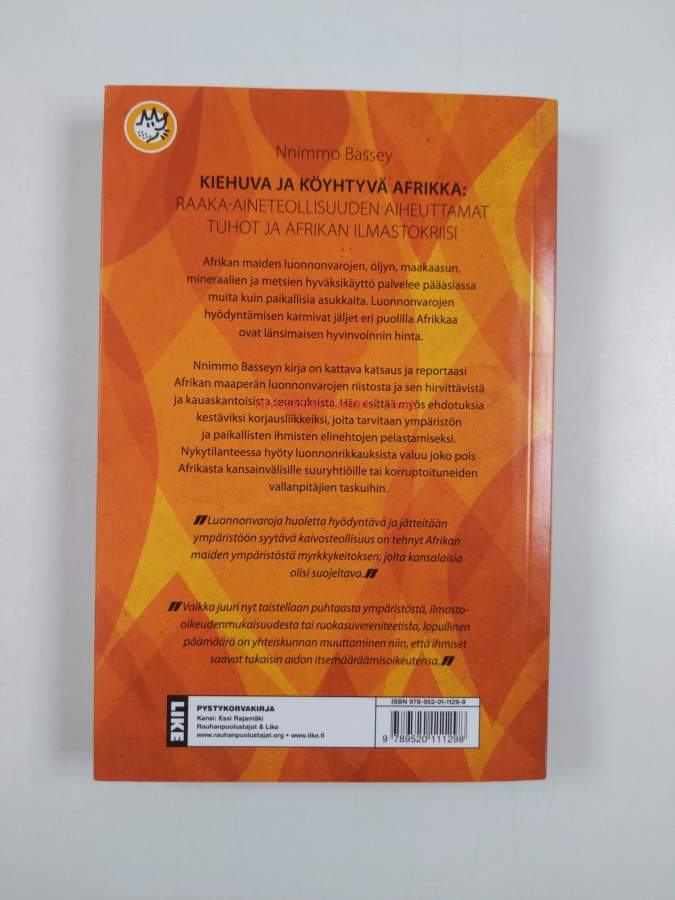 Nnimmo Bassey
KIEHUVA JA KÖYHTYVÄ AFRIKKA:
RAAKA-AINETEOLLISUUDEN AIHEUTTAMAT
TUHOT JA AFRIKAN ILMASTOKRIISI
Afrikan maiden luonnonvarojen, öljyn, maakaasun,
mineraalien ja metsien hyväksikäyttö palvelee pääasiassa
muita kuin paikallisia asukkaita. Luonnonvarojen
hyödyntämisen karmivat jäljet eri puolilla Afrikkaa
ovat länsimaisen hyvinvoinnin hinta.
Nnimmo Basseyn kirja on kattava katsaus ja reportaasi
Afrikan maaperän luonnonvarojen riistosta ja sen hirvittävistä
ja kauaskantoisista seurauksista. Hän esittää myös ehdotuksia
kestäviksi korjausliikkeiksi, joita tarvitaan ympäristön
ja paikallisten ihmisten elinehtojen pelastamiseksi.
Nykytilanteessa hyöty luonnonrikkauksista valuu joko pois
Afrikasta kansainvälisille suuryhtiöille tai korruptoituneiden
vallanpitäjien taskuihin.
"Luonnonvaroja huoletta hyödyntävä ja jätteitään
ympäristöön syytävä kaivosteollisuus on tehnyt Afrikan
maiden ympäristöstä myrkkykeitoksen, jolta kansalaisia
olisi suojeltava."
"Vaikka juuri nyt taistellaan puhtaasta ympäristöstä, ilmasto-
oikeudenmukaisuudesta tai ruokasuvereniteetista, lopullinen
päämäärä on yhteiskunnan muuttaminen niin, että ihmiset
saavat takaisin aidon itsemääräämisoikeutensa."
LIKE
PYSTYKORVAKIRJA
Kansi: Essi Rajamäki
Rauhanpuolustajat & Like
www.rauhanpuolustajat.org • www.like.fi
ISBN 978-952-01-1129-8
9 789520 111298